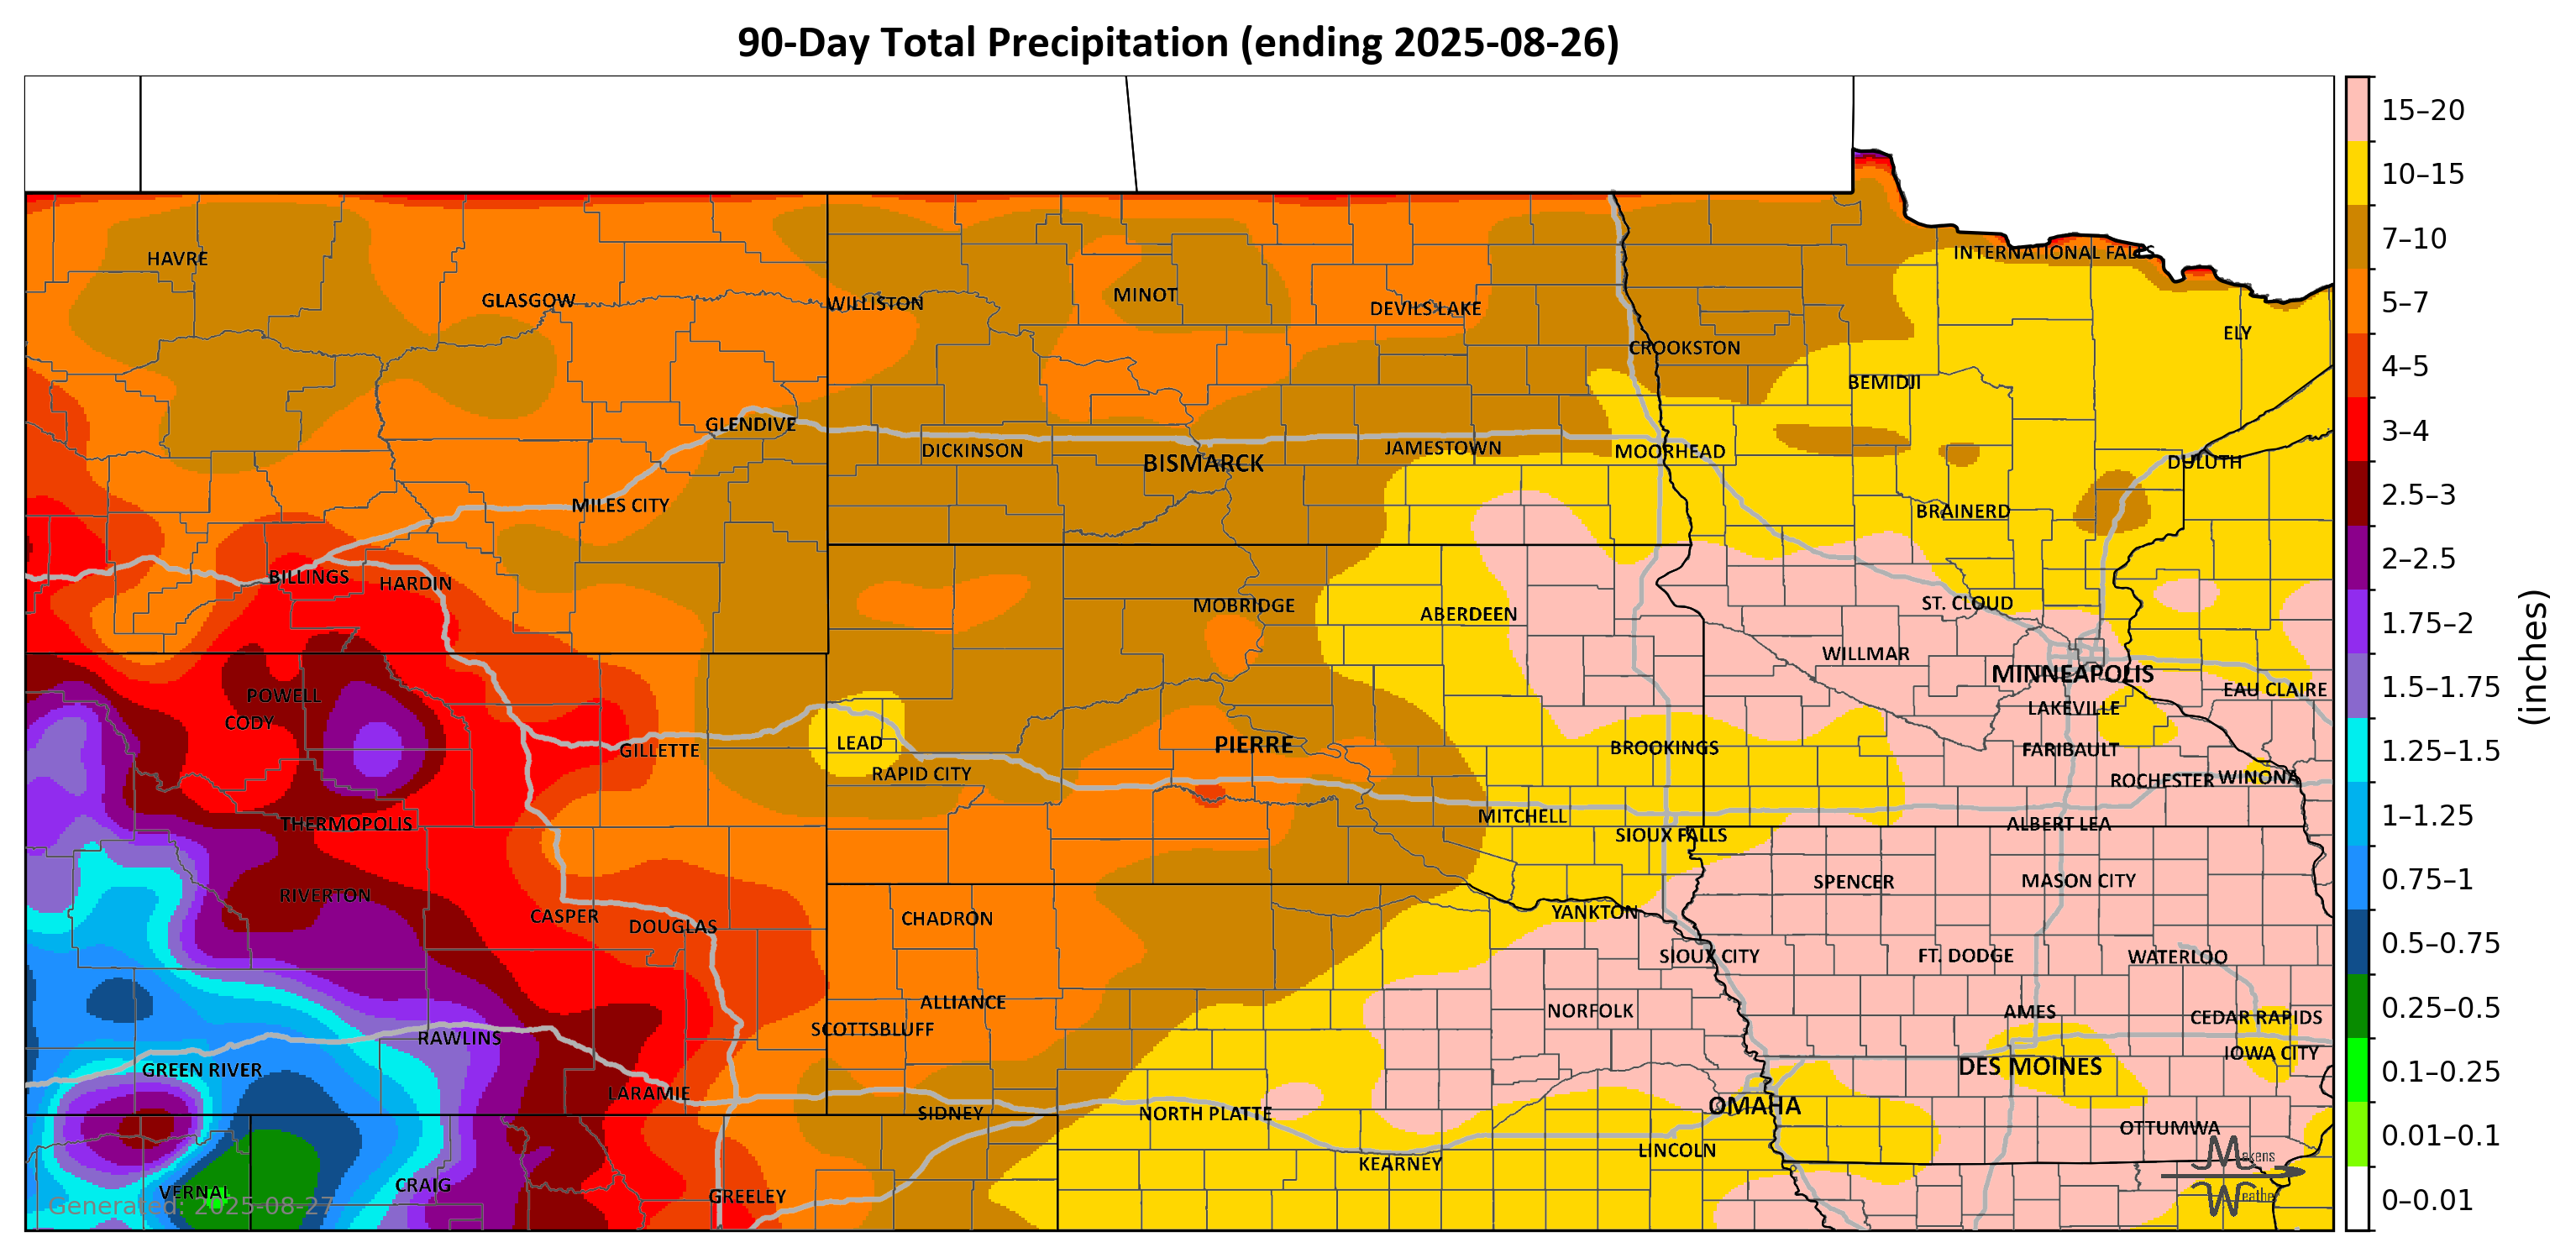 90-Day Total Precipitation (ending 2025-08-26)
15–20
10–15
7–10
5–7
4–5
3–4
2.5–3
2–2.5
1.75–2
1.5–1.75
1.25–1.5
1–1.25
0.75–1
0.5–0.75
0.25–0.5
0.1–0.25
0.01–0.1
0–0.01
(inches)
HAVRE
INTERNATIONAL FALLS
GLASGOW
WILLISTON
MINOT
DEVILS LAKE
ELY
CROOKSTON
BEMIDJI
GLENDIVE
DICKINSON
BISMARCK
JAMESTOWN
MOORHEAD
DULUTH
MILES CITY
BRAINERD
BILLINGS
HARDIN
MOBRIDGE
ABERDEEN
ST. CLOUD
WILLMAR
MINNEAPOLIS
EAU CLAIRE
POWELL
CODY
LAKEVILLE
GILLETTE
LEAD
PIERRE
BROOKINGS
FARIBAULT
RAPID CITY
ROCHESTER
WINONA
THERMOPOLIS
MITCHELL
SIOUX FALLS
ALBERT LEA
RIVERTON
SPENCER
MASON CITY
CASPER
DOUGLAS
CHADRON
YANKTON
SIOUX CITY
FT. DODGE
WATERLOO
ALLIANCE
NORFOLK
AMES
CEDAR RAPIDS
SCOTTSBLUFF
RAWLINS
IOWA CITY
GREEN RIVER
DES MOINES
LARAMIE
SIDNEY
NORTH PLATTE
OMAHA
OTTUMWA
LINCOLN
KEARNEY
VERNAL
CRAIG
GREELEY
Generated: 2025-08-27
Makens
Weather